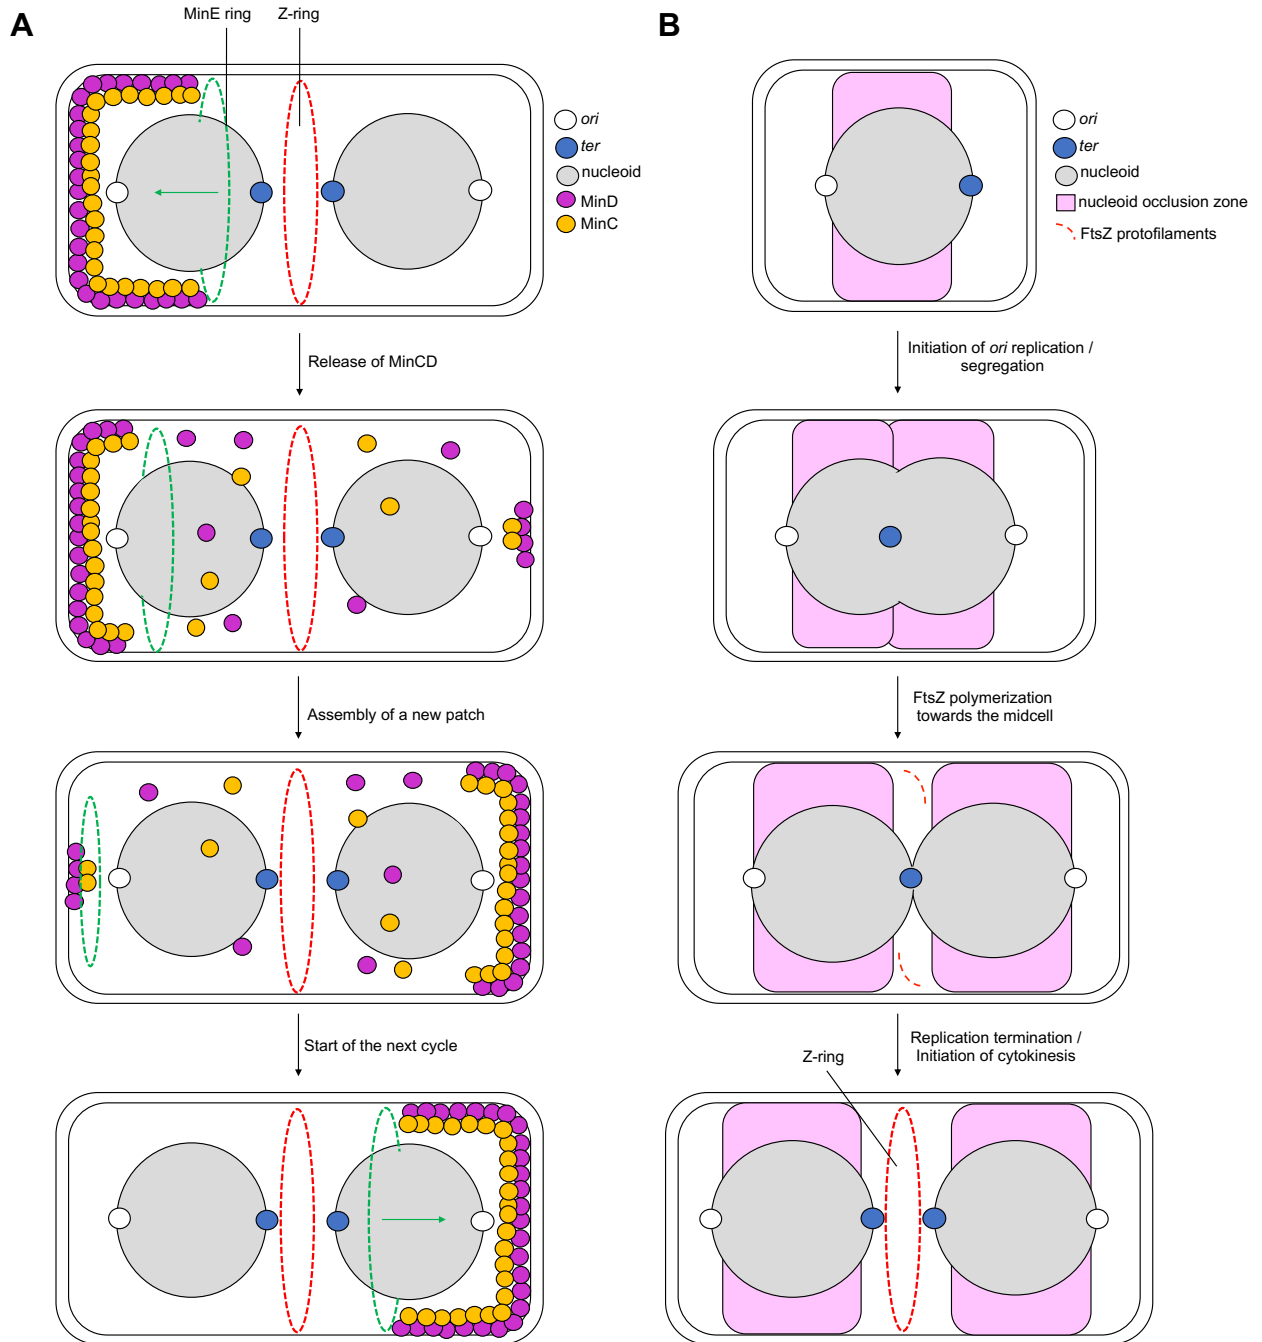 A
MinE ring
Z-ring
ori
ter
nucleoid
MinD
MinC
Release of MinCD
Assembly of a new patch
Start of the next cycle
B
ori
ter
nucleoid
nucleoid occlusion zone
FtsZ protofilaments
Initiation of ori replication /
segregation
FtsZ polymerization
towards the midcell
Replication termination /
Initiation of cytokinesis
Z-ring